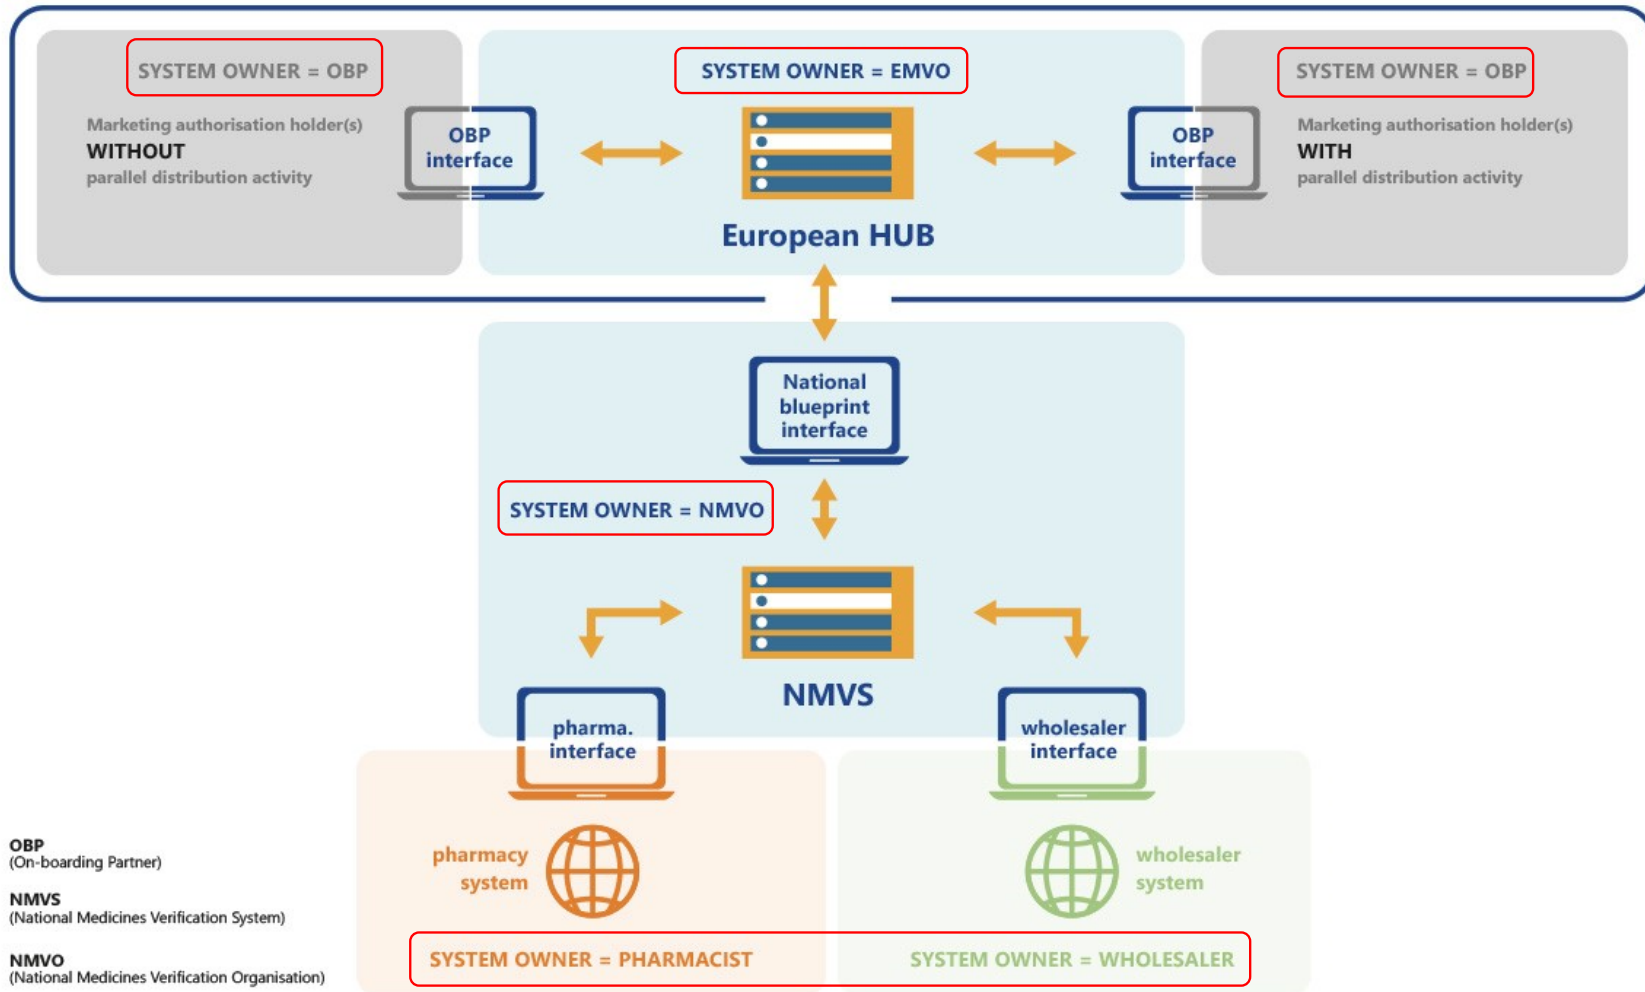 SYSTEM OWNER = OBP
Marketing authorisation holder(s)
WITHOUT
parallel distribution activity
OBP
interface
SYSTEM OWNER = EMVO
European HUB
OBP
interface
SYSTEM OWNER = OBP
Marketing authorisation holder(s)
WITH
parallel distribution activity
National
blueprint
interface
SYSTEM OWNER = NMVO
NMVS
pharma.
interface
wholesaler
interface
pharmacy
system
wholesaler
system
SYSTEM OWNER = PHARMACIST
SYSTEM OWNER = WHOLESALER
OBP
(On-boarding Partner)
NMVS
(National Medicines Verification System)
NMVO
(National Medicines Verification Organisation)